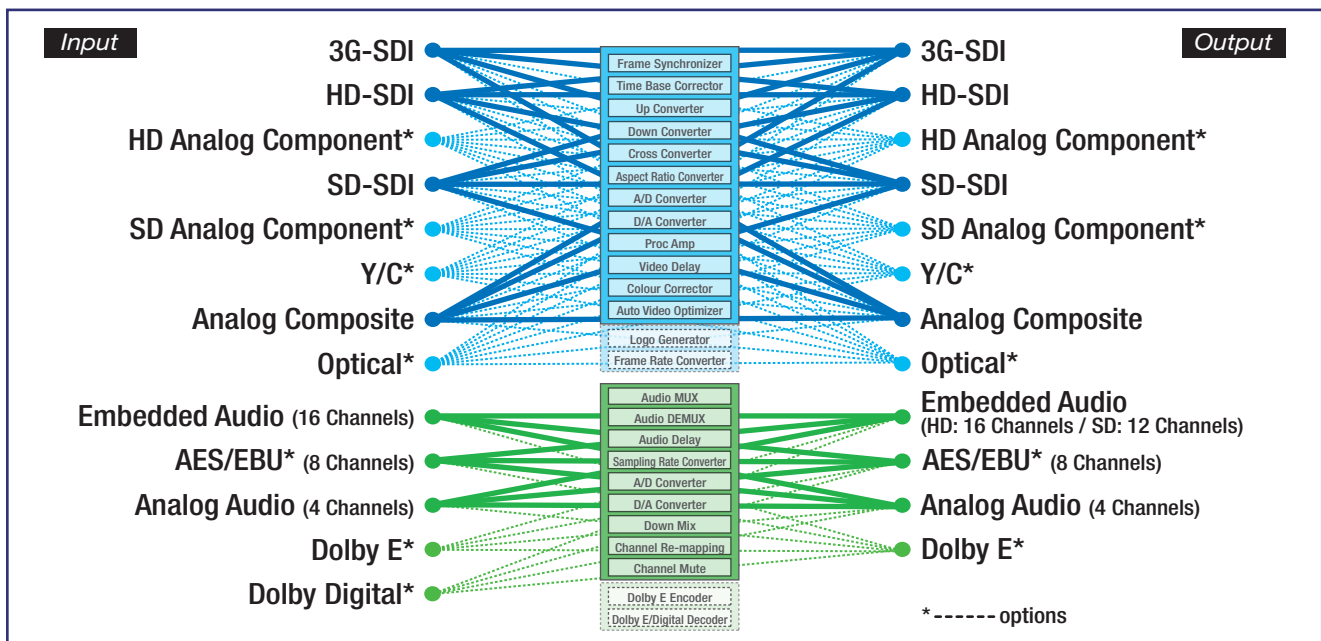 Input
3G-SDI
HD-SDI
HD Analog Component*
SD-SDI
SD Analog Component*
Y/C*
Analog Composite
Optical*
Embedded Audio (16 Channels)
AES/EBU* (8 Channels)
Analog Audio (4 Channels)
Dolby E*
Dolby Digital*
Frame Synchronizer
Time Base Corrector
Up Converter
Down Converter
Cross Converter
Aspect Ratio Converter
A/D Converter
D/A Converter
Proc Amp
Video Delay
Colour Corrector
Auto Video Optimizer
Logo Generator
Frame Rate Converter
Audio MUX
Audio DEMUX
Audio Delay
Sampling Rate Converter
A/D Converter
D/A Converter
Down Mix
Channel Re-mapping
Channel Mute
Dolby E Encoder
Dolby E/Digital Decoder
Output
3G-SDI
HD-SDI
HD Analog Component*
SD-SDI
SD Analog Component*
Y/C*
Analog Composite
Optical*
Embedded Audio
(HD: 16 Channels / SD: 12 Channels)
AES/EBU* (8 Channels)
Analog Audio (4 Channels)
Dolby E*
*------ options